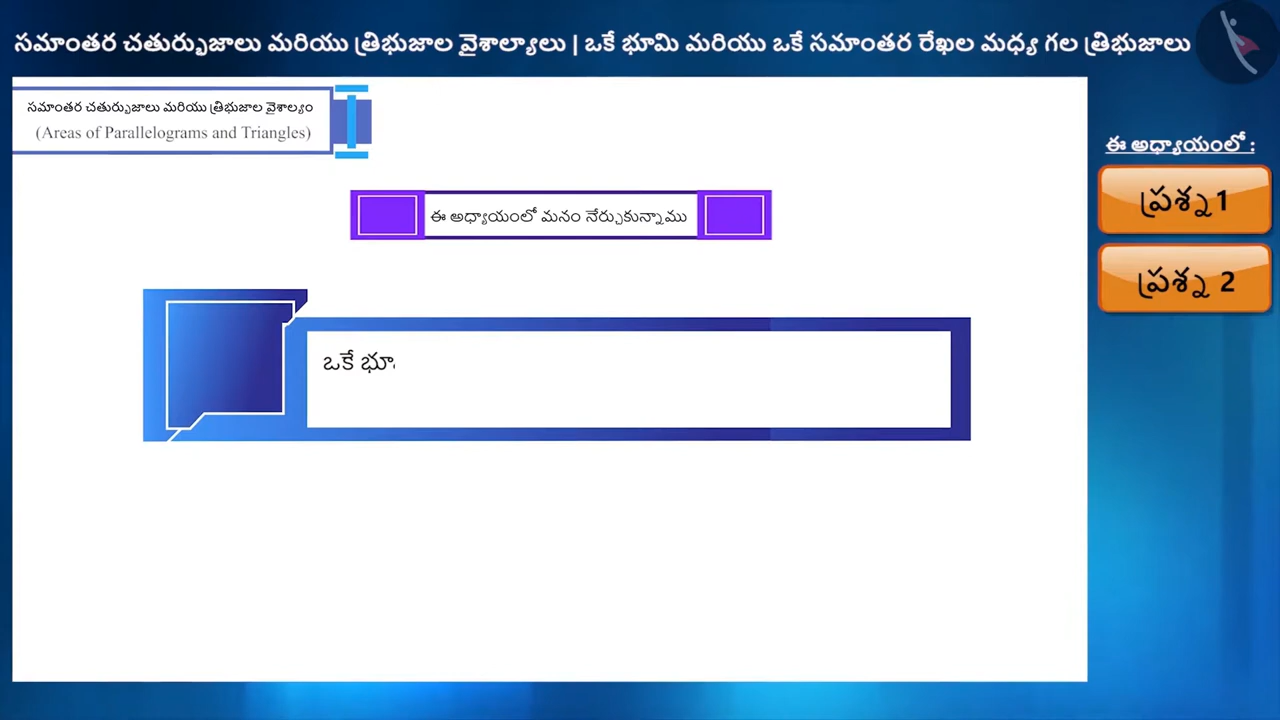 సమాంతర చతుర్భుజాలు మరియు త్రిభుజాల వైశాల్యాలు | ఒకే భూమి మరియు ఒకే సమాంతర రేఖల మధ్య గల త్రిభుజాలు
సమాంతర చతుర్భుజాలు మరియు త్రిభుజాల వైశాల్యం
(Areas of Parallelograms and Triangles)
ఈ అధ్యాయంలో :
ప్రశ్న 1
ప్రశ్న 2
ఈ అధ్యాయంలో మనం నేర్చుకున్నాము
ఒకే